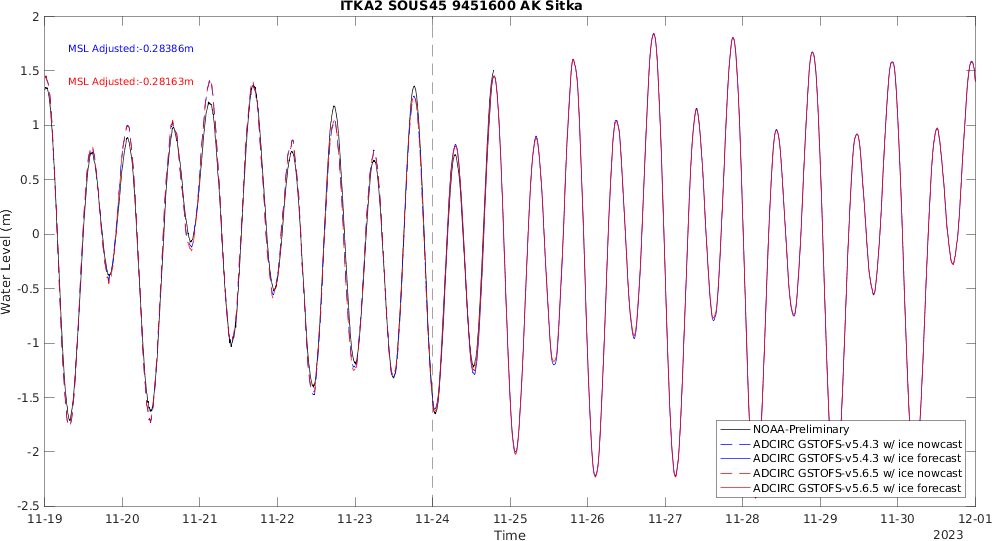 ITKA2 SOUS45 9451600 AK Sitka
MSL Adjusted:-0.28386m
MSL Adjusted:-0.28163m
Water Level (m)
2
1.5
1
0.5
0
-0.5
-1
-1.5
-2
-2.5
NOAA-Preliminary
ADCIRC GSTOFS-v5.4.3 w/ ice nowcast
ADCIRC GSTOFS-v5.4.3 w/ ice forecast
ADCIRC GSTOFS-v5.6.5 w/ ice nowcast
ADCIRC GSTOFS-v5.6.5 w/ ice forecast
11-19 11-20 11-21 11-22 11-23 11-24 11-25 11-26 11-27 11-28 11-29 11-30 12-01
Time
2023